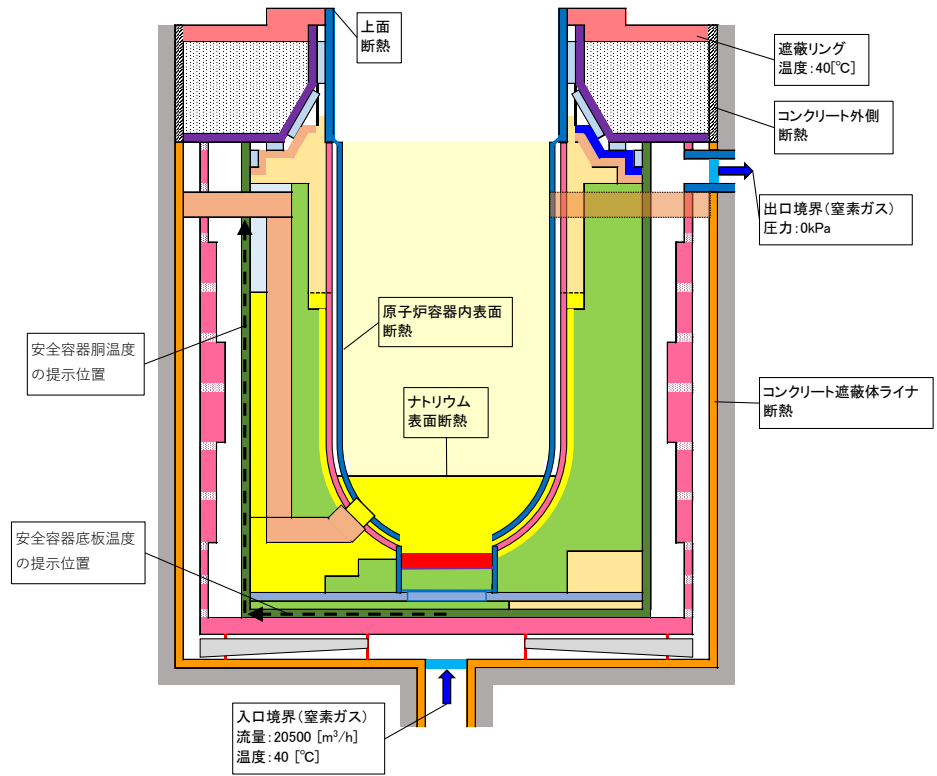 上面
断熱
遮蔽リング
温度:40[℃]
コンクリート外側
断熱
出口境界(窒素ガス)
圧力:0kPa
原子炉容器内表面
断熱
安全容器胴温度
の提示位置
ナトリウム
表面断熱
コンクリート遮蔽体ライナ
断熱
安全容器底板温度
の提示位置
入口境界(窒素ガス)
流量:20500 [m³/h]
温度:40 [℃]